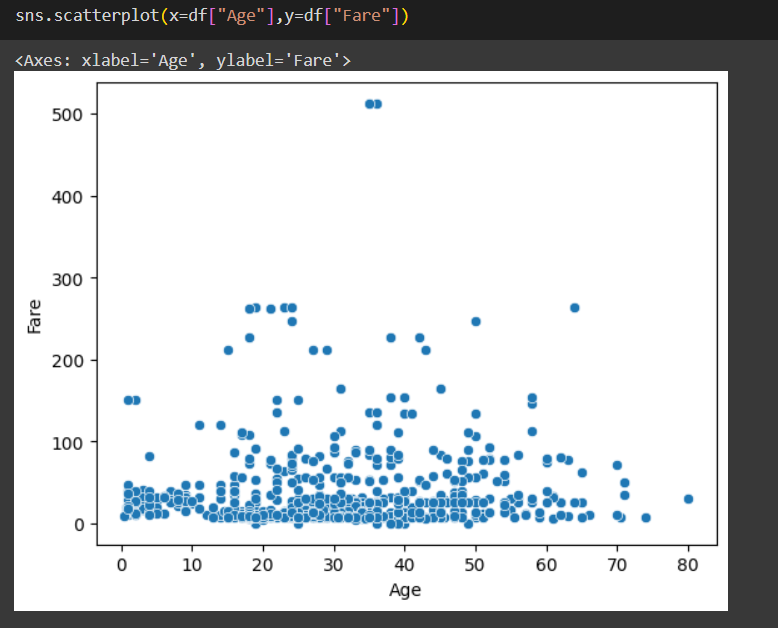 sns.scatterplot(x=df["Age"],y=df["Fare"])
<Axes: xlabel='Age', ylabel='Fare'>
500
400
300
200
100
0
Fare
0 10 20 30 40 50 60 70 80
Age